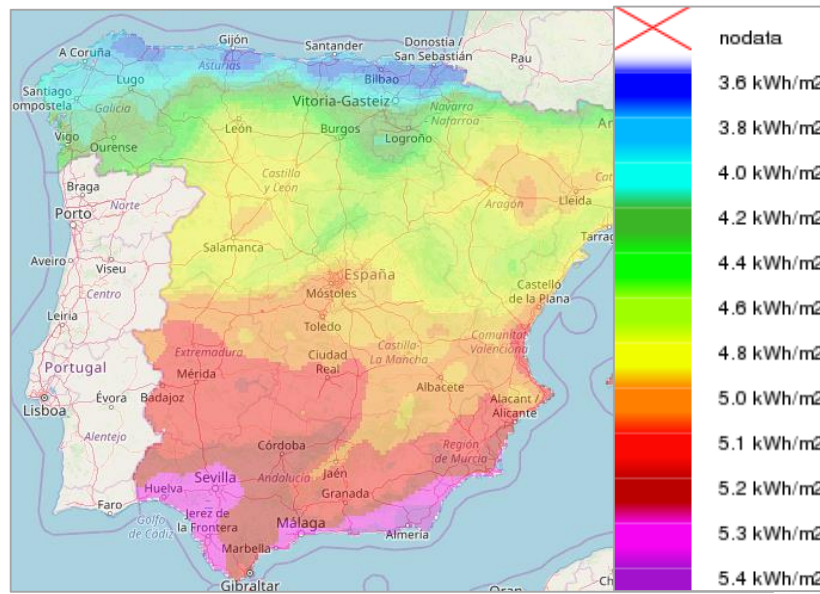 Gijón
A Coruña
Santander
Donostia /
San Sebastián
Pau
Asturias
Bilbao
Lugo
Santiago
ompostela
Vitoria-Gasteiz
Galicia
Navarra
- Nafarroa
León
Burgos
Logroño
Vigo
Ourense
Ar
Castilla
y León
Cat
Braga
Norte
Aragón
Lleida
Porto
Salamanca
Tarrag
Aveiro
Viseu
España
Móstoles
Castelló
de la Plana
Centro
Leiria
Toledo
Comunitat
Valenciana
Extremadura
Ciudad
Real
Castilla-
La Mancha
Portugal
Mérida
Albacete
Lisboa
Évora
Badajoz
Alacant /
Alicante
Alentejo
Córdoba
Región
de Murcia
Sevilla
Jaén
Andalucía
Huelva
Granada
Faro
Golfo
de Cádiz
Jerez de
la Frontera
Málaga
Almería
Marbella
Gibraltar
Oran
Ch
nodata
3.6 kWh/m2
3.8 kWh/m2
4.0 kWh/m2
4.2 kWh/m2
4.4 kWh/m2
4.6 kWh/m2
4.8 kWh/m2
5.0 kWh/m2
5.1 kWh/m2
5.2 kWh/m2
5.3 kWh/m2
5.4 kWh/m2